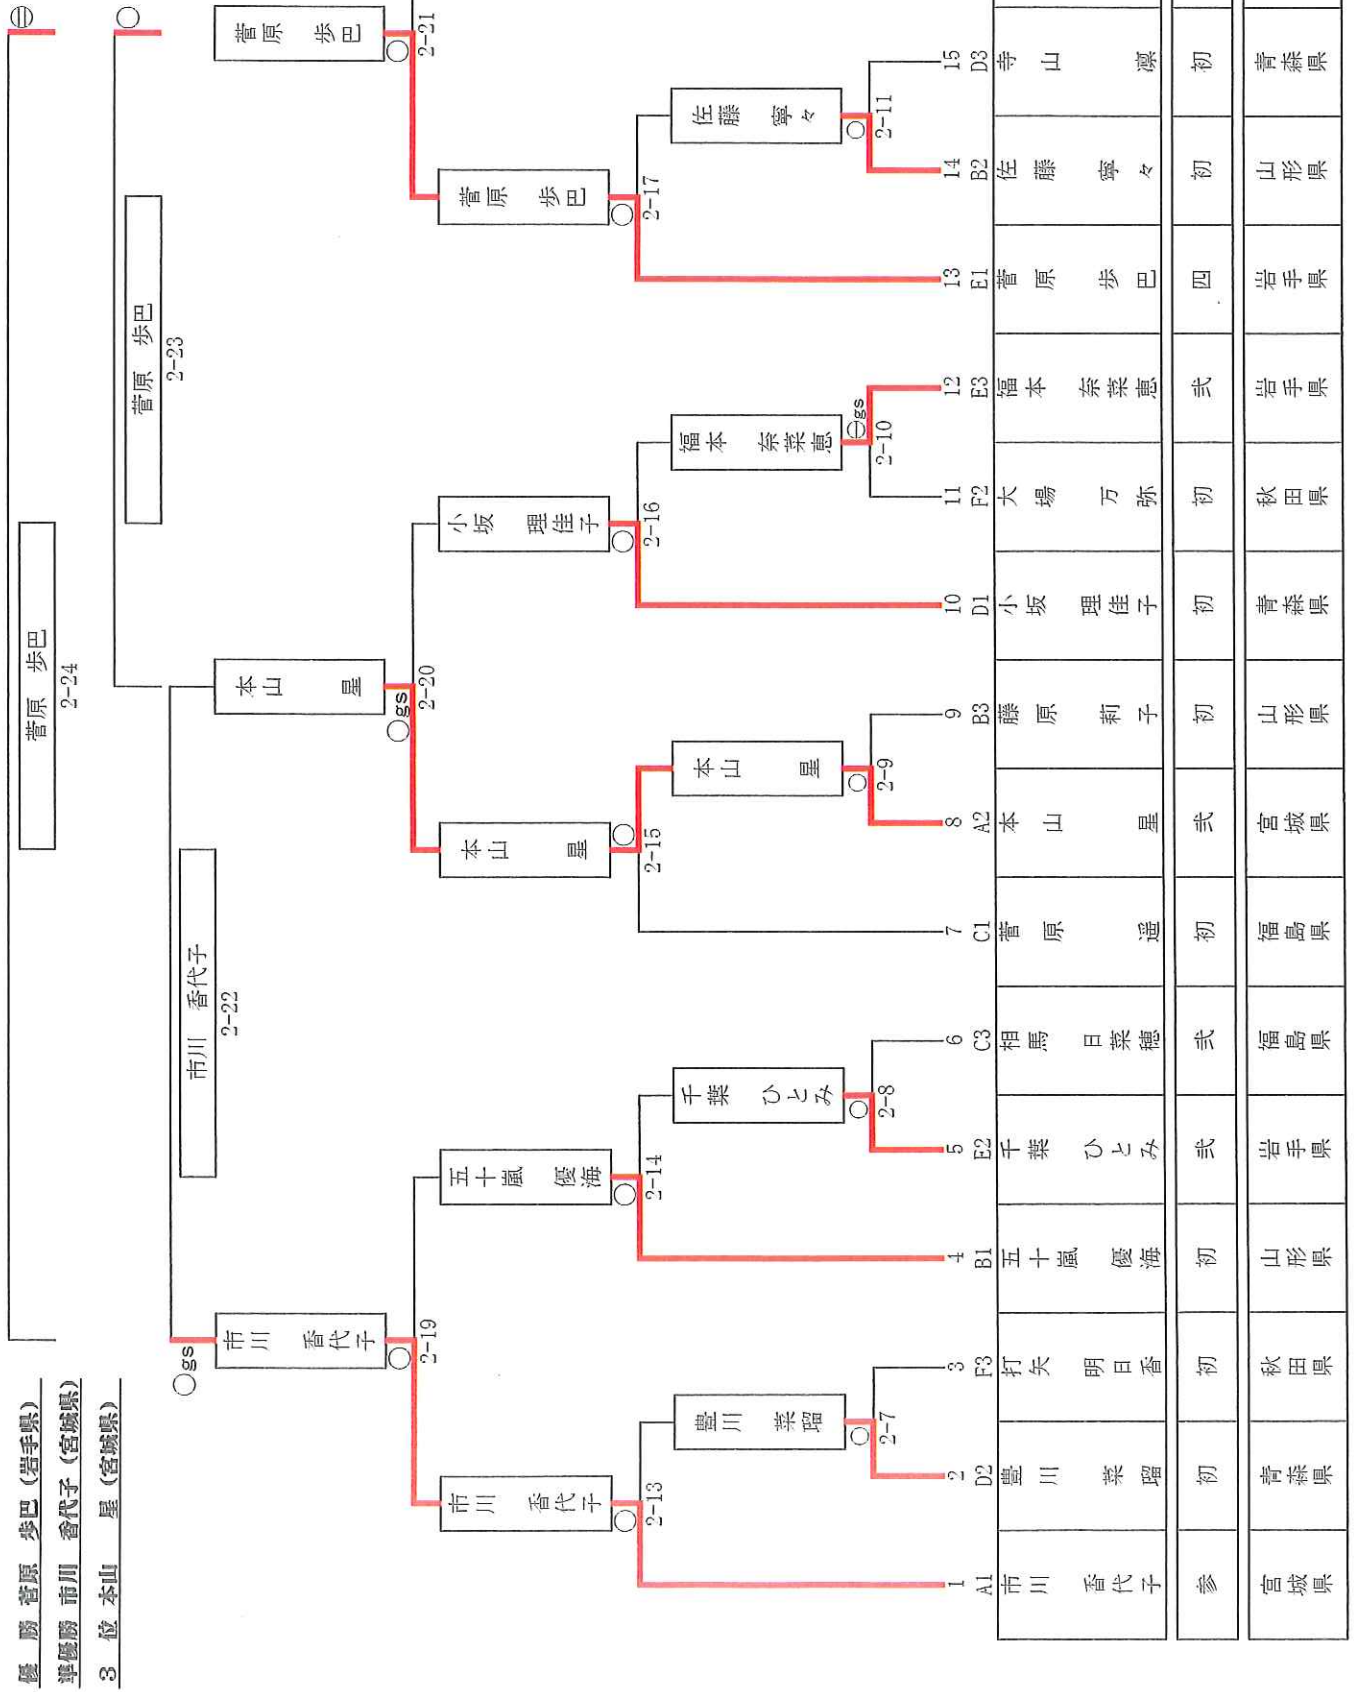 優　勝 菅原　歩巴（岩手県）
準優勝 市川　香代子（宮城県）
3　位 本山　星（宮城県）
菅原　歩巴
2-24
菅原　歩巴
2-23
市川　香代子
2-22
○gs
市川　香代子
○
2-19
本山　星
○gs
2-20
菅原　歩巴
○
2-21
市川　香代子
○
2-13
五十嵐　優海
○
2-14
本山　星
○
2-15
小坂　理佳子
○
2-16
菅原　歩巴
○
2-17
豊川　菜瑠
○
2-7
千葉　ひとみ
○
2-8
本山　星
○
2-9
福本　奈菜恵
gs
2-10
佐藤　寧々
○
2-11
1 A1 市川　香代子 参 宮城県
2 D2 豊川　菜瑠 初 青森県
3 F3 打矢　明日香 初 秋田県
4 B1 五十嵐　優海 初 山形県
5 E2 千葉　ひとみ 弐 岩手県
6 C3 相馬　日菜穂 弐 福島県
7 C1 菅原　遥 初 福島県
8 A2 本山　星 弐 宮城県
9 B3 藤原　莉子 初 山形県
10 D1 小坂　理佳子 初 青森県
11 F2 大場　万弥 初 秋田県
12 E3 福本　奈菜恵 弐 岩手県
13 E1 菅原　歩巴 四 岩手県
14 B2 佐藤　寧々 初 山形県
15 D3 寺山　凛 初 青森県